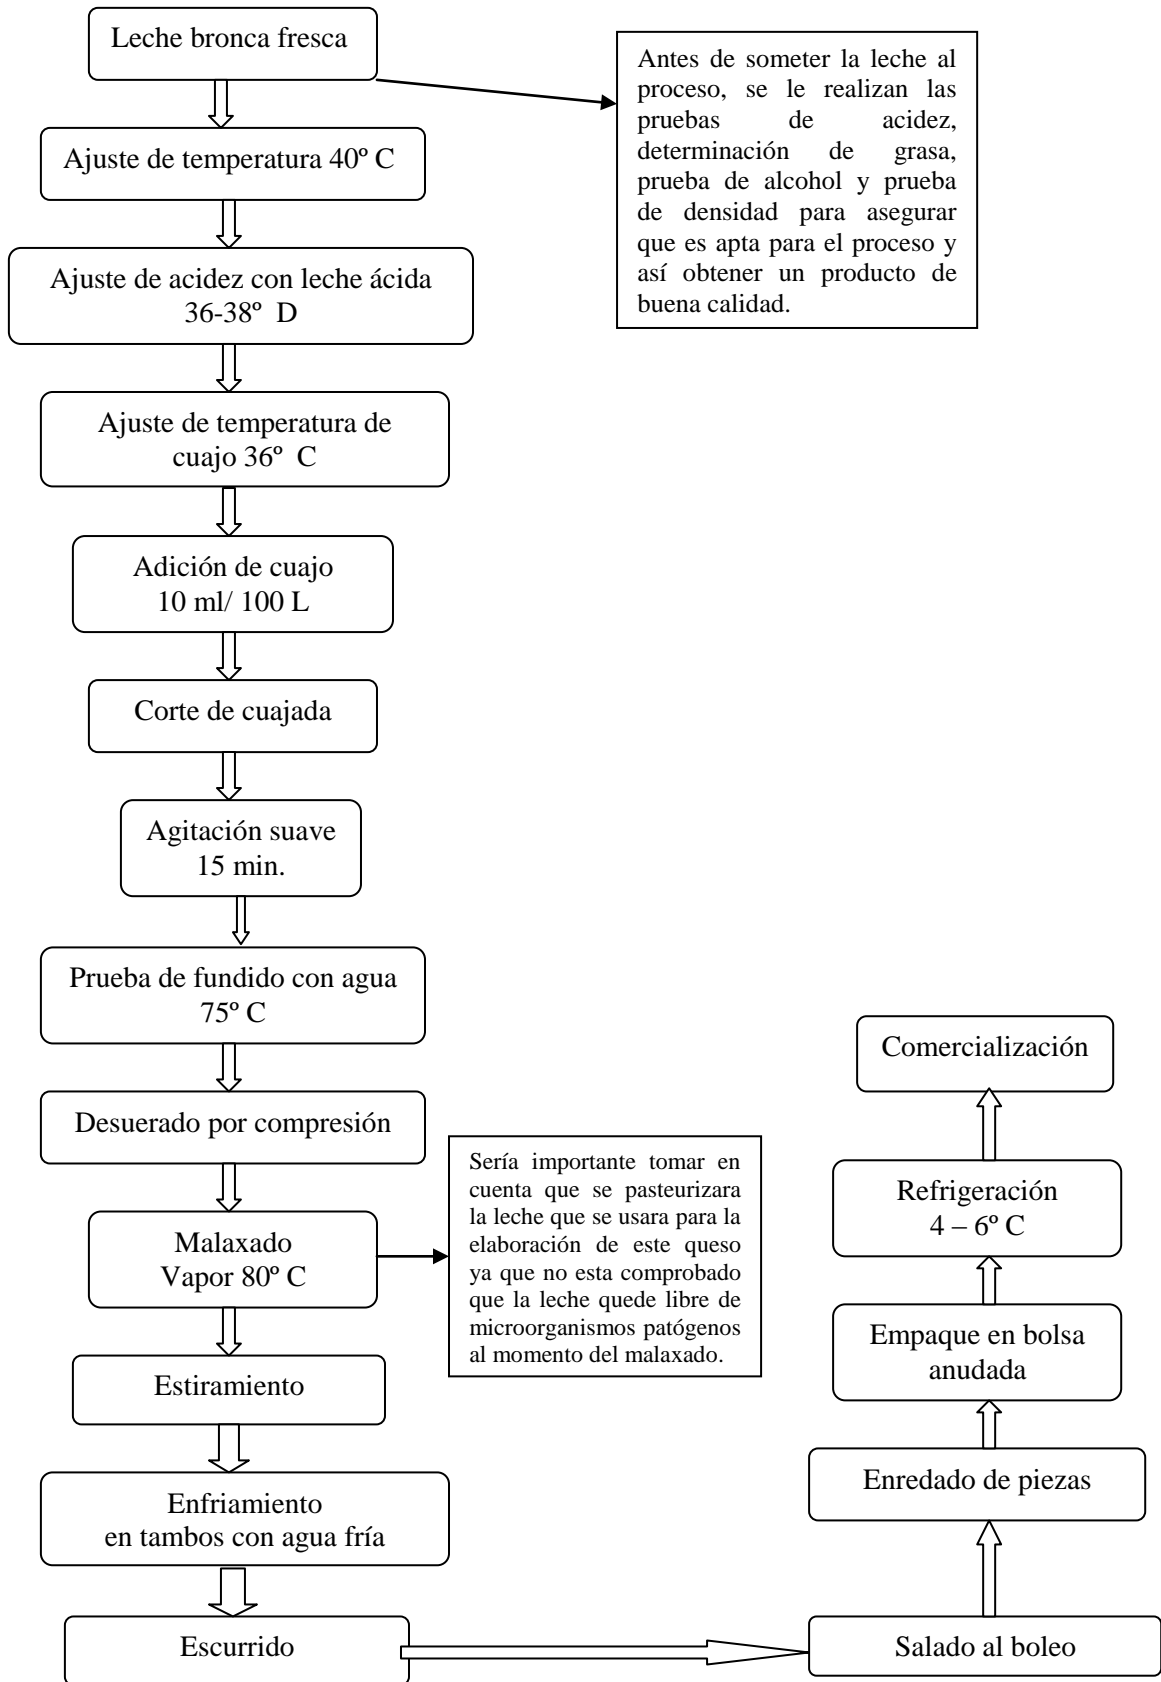 Leche bronca fresca
Antes de someter la leche al
proceso, se le realizan las
pruebas de acidez,
determinación de grasa,
prueba de alcohol y prueba
de densidad para asegurar
que es apta para el proceso y
así obtener un producto de
buena calidad.
Ajuste de temperatura 40º C
Ajuste de acidez con leche ácida
36-38º D
Ajuste de temperatura de
cuajo 36º C
Adición de cuajo
10 ml/ 100 L
Corte de cuajada
Agitación suave
15 min.
Prueba de fundido con agua
75º C
Desuerado por compresión
Malaxado
Vapor 80º C
Sería importante tomar en
cuenta que se pasteurizara
la leche que se usara para la
elaboración de este queso
ya que no esta comprobado
que la leche quede libre de
microorganismos patógenos
al momento del malaxado.
Estiramiento
Enfriamiento
en tambos con agua fría
Escurrido
Salado al boleo
Enredado de piezas
Empaque en bolsa
anudada
Refrigeración
4 – 6º C
Comercialización